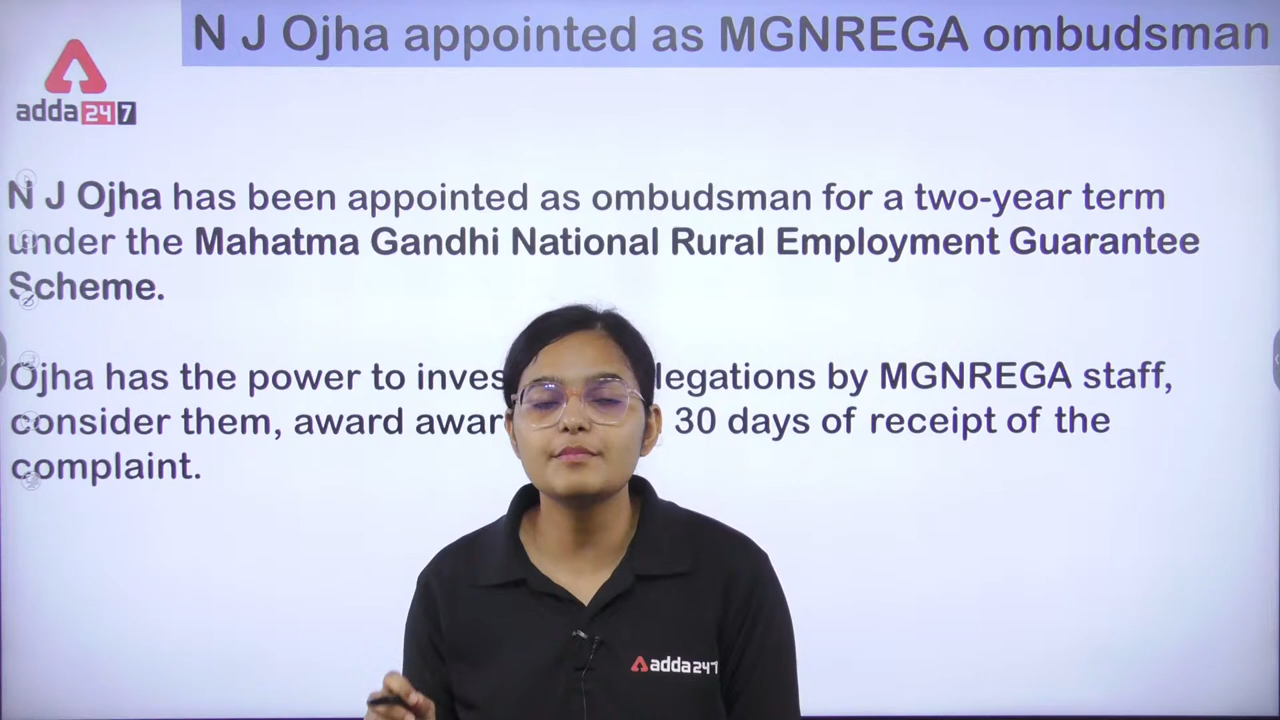 N J Ojha appointed as MGNREGA ombudsman
adda247
N J Ojha has been appointed as ombudsman for a two-year term
under the Mahatma Gandhi National Rural Employment Guarantee
Scheme.
Ojha has the power to inves legations by MGNREGA staff,
consider them, award awar 30 days of receipt of the
complaint.
adda247